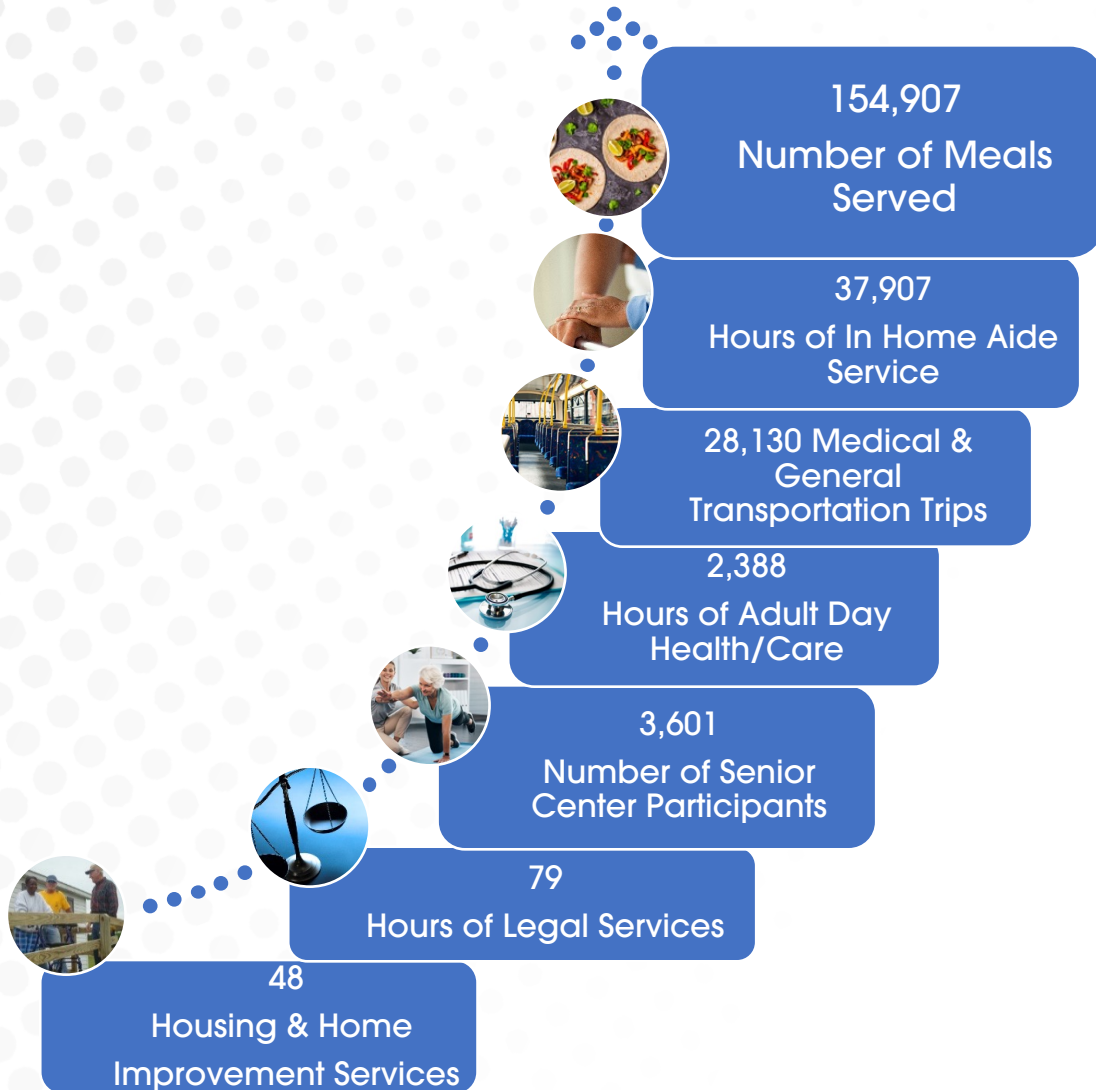 154,907
Number of Meals
Served
37,907
Hours of In Home Aide
Service
28,130 Medical &
General
Transportation Trips
2,388
Hours of Adult Day
Health/Care
3,601
Number of Senior
Center Participants
79
Hours of Legal Services
48
Housing & Home
Improvement Services